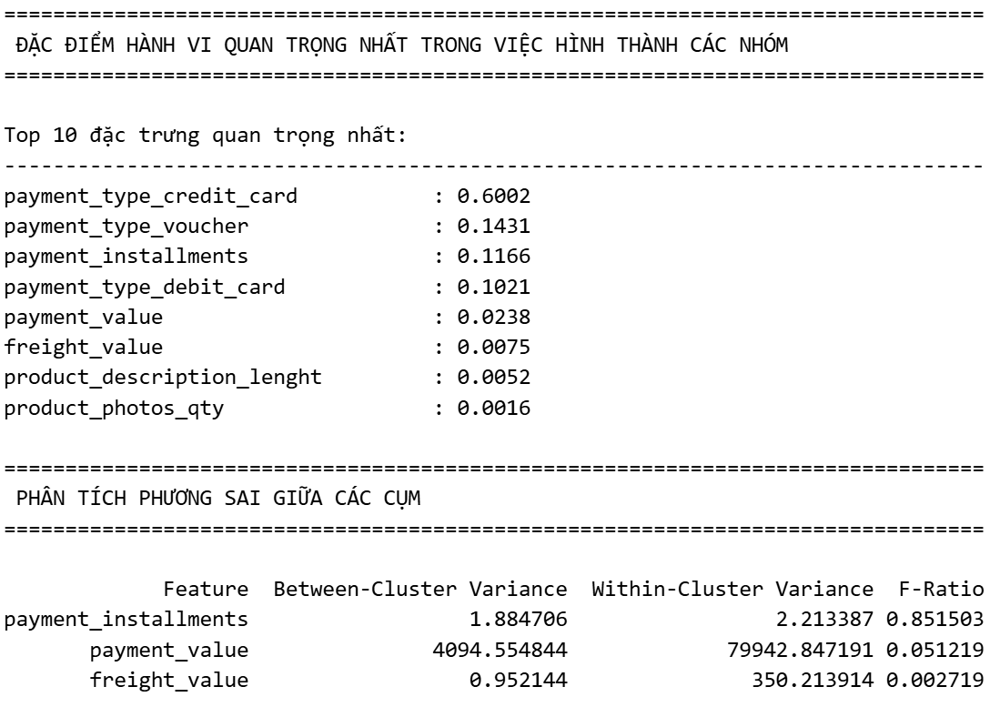 ================================================================================
ĐẶC ĐIỂM HÀNH VI QUAN TRỌNG NHẤT TRONG VIỆC HÌNH THÀNH CÁC NHÓM
================================================================================
Top 10 đặc trưng quan trọng nhất:
--------------------------------------------------------------------------------
payment_type_credit_card           : 0.6002
payment_type_voucher               : 0.1431
payment_installments               : 0.1166
payment_type_debit_card            : 0.1021
payment_value                      : 0.0238
freight_value                      : 0.0075
product_description_lenght         : 0.0052
product_photos_qty                 : 0.0016
================================================================================
PHÂN TÍCH PHƯƠNG SAI GIỮA CÁC CỤM
================================================================================
             Feature  Between-Cluster Variance  Within-Cluster Variance  F-Ratio
payment_installments                  1.884706                 2.213387 0.851503
       payment_value               4094.554844             79942.847191 0.051219
       freight_value                  0.952144               350.213914 0.002719